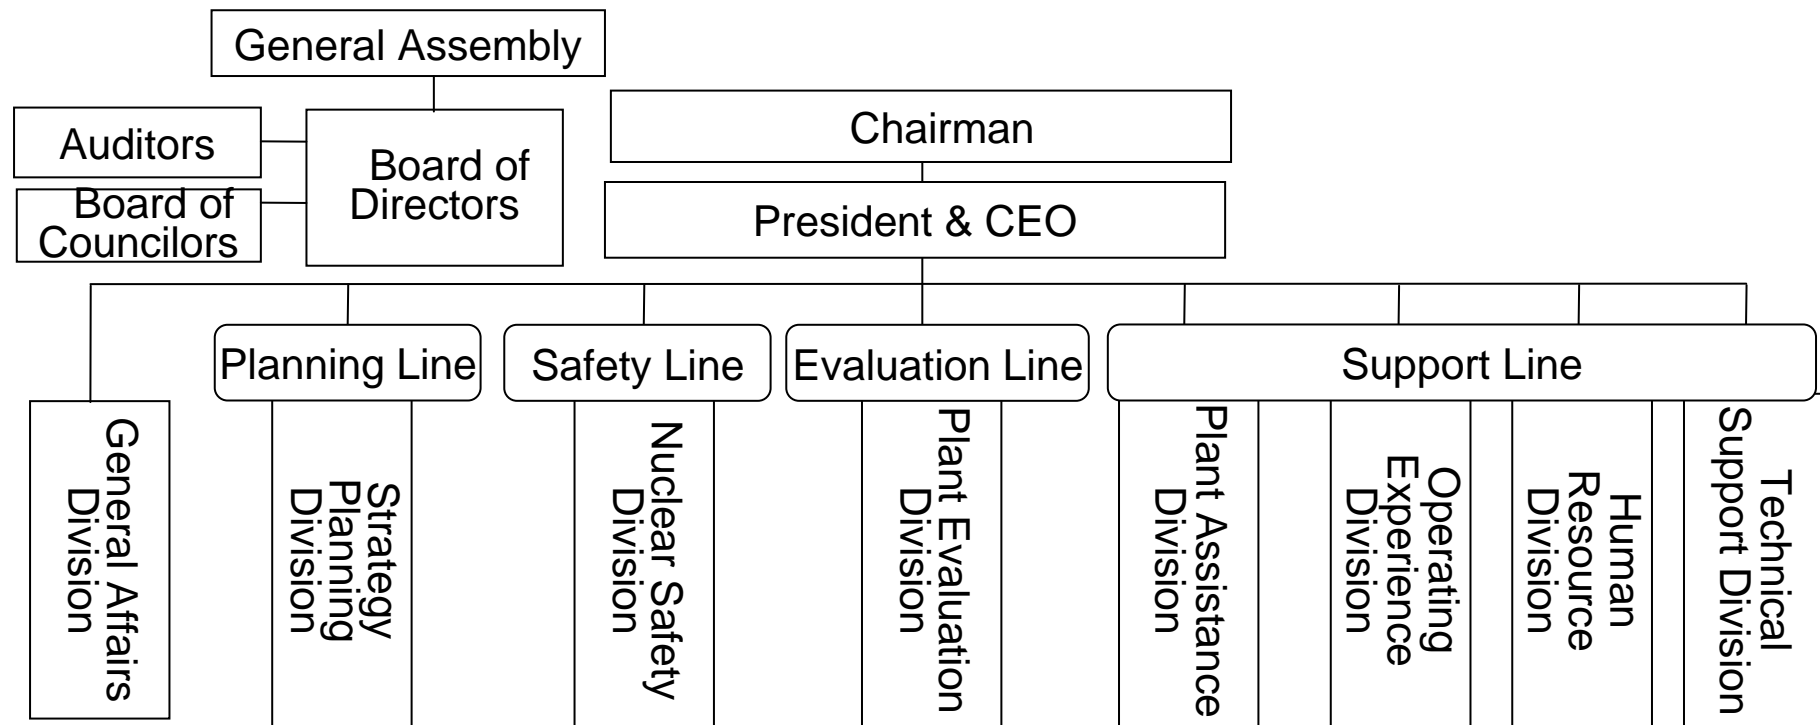 General Assembly
Auditors
Board of
Directors
Board of
Councilors
Chairman
President & CEO
Planning Line
Safety Line
Evaluation Line
Support Line
General Affairs
Division
Strategy
Planning
Division
Nuclear Safety
Division
Plant Evaluation
Division
Plant Assistance
Division
Operating
Experience
Division
Human
Resource
Division
Technical
Support Division